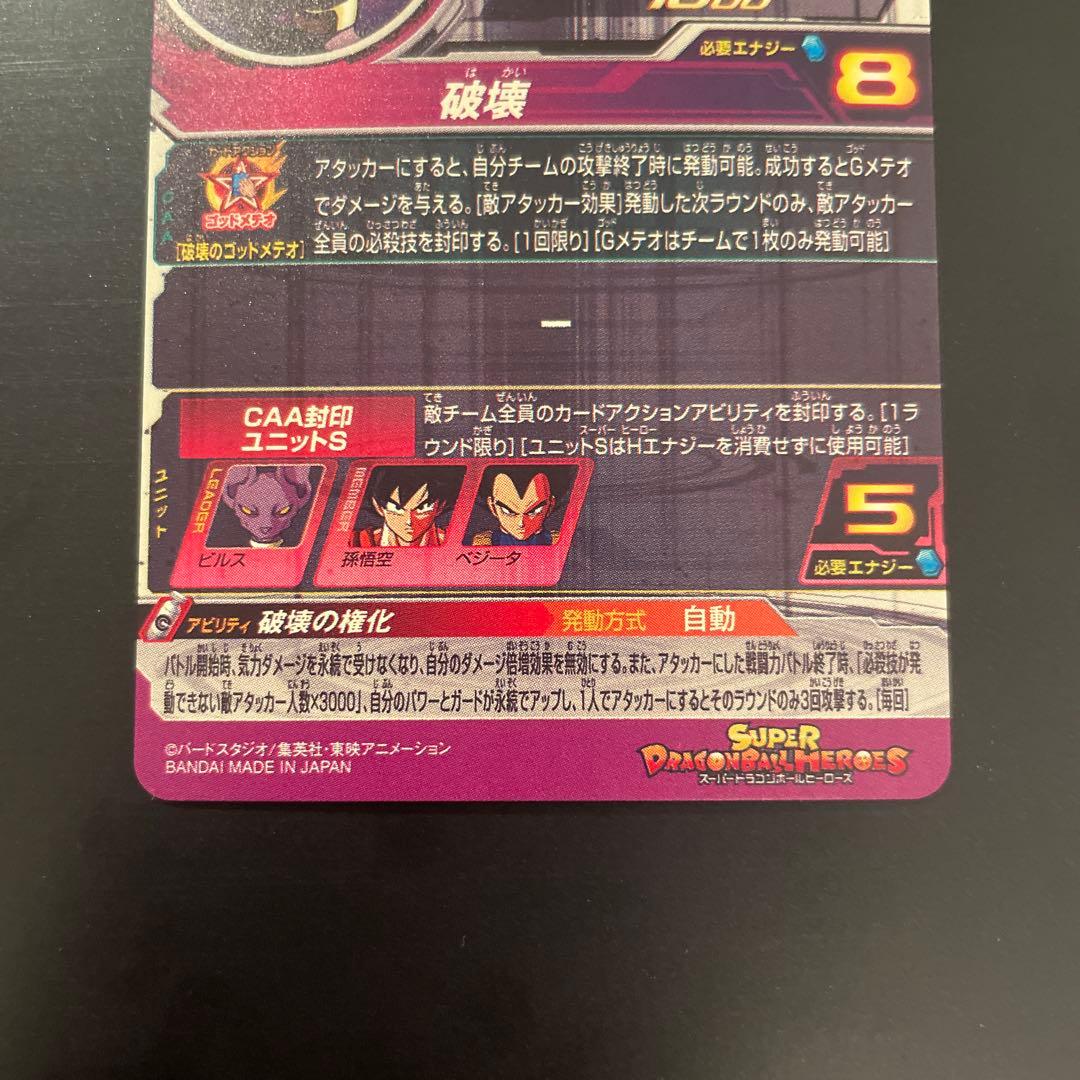 必要エナジー
8
はかい
破壊
CAA
カードアクション
ゴッドメテオ
[破壊のゴッドメテオ]
アタッカーにすると、自分チームの攻撃終了時に発動可能。成功するとGメテオ
でダメージを与える。[敵アタッカー効果]発動した次ラウンドのみ、敵アタッカー
全員の必殺技を封印する。[1回限り][Gメテオはチームで1枚のみ発動可能]
ー
CAA封印
ユニットS
敵チーム全員のカードアクションアビリティを封印する。[1ラ
ウンド限り][ユニットSはHエナジーを消費せずに使用可能]
ユニット
LEADER
ビルス
MEMBER
孫悟空
ベジータ
5
必要エナジー
アビリティ 破壊の権化 発動方式 自動
バトル開始時、気力ダメージを永続で受けなくなり、自分のダメージ倍増効果を無効にする。また、アタッカーにした戦闘力バトル終了時、「必殺技が発
動できない敵アタッカー人数×3000」、自分のパワーとガードが永続でアップし、1人でアタッカーにするとそのラウンドのみ3回攻撃する。[毎回]
©バードスタジオ/集英社・東映アニメーション
BANDAI MADE IN JAPAN
SUPER
DRAGONBALL HEROES
スーパードラゴンボールヒーローズ